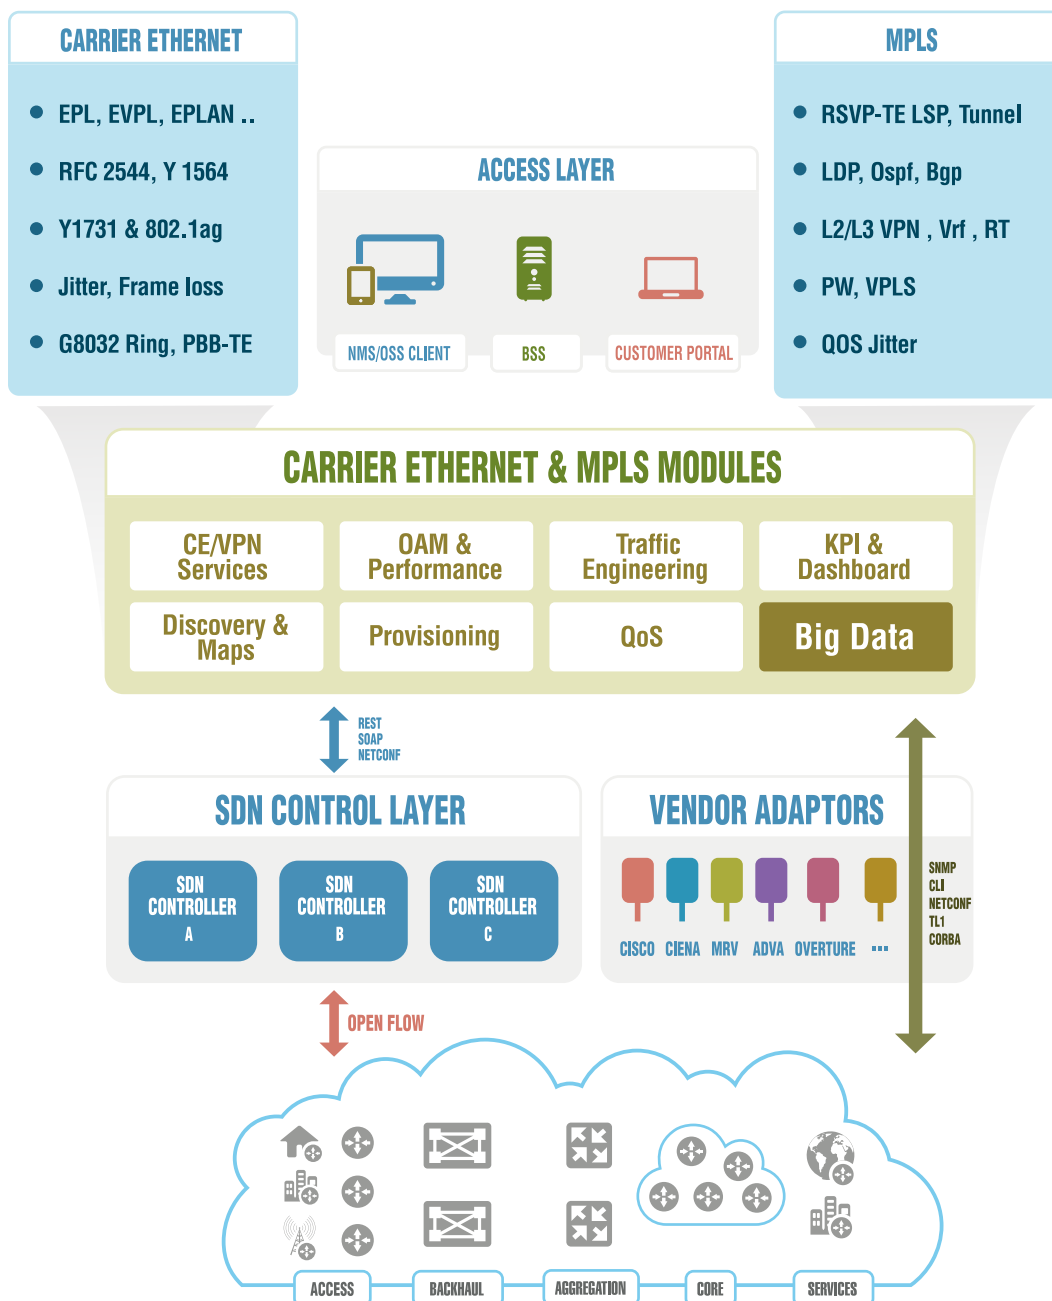 CARRIER ETHERNET
EPL, EVPL, EPLAN ..
RFC 2544, Y 1564
Y1731 & 802.1ag
Jitter, Frame loss
G8032 Ring, PBB-TE
ACCESS LAYER
NMS/OSS CLIENT
BSS
CUSTOMER PORTAL
MPLS
RSVP-TE LSP, Tunnel
LDP, Ospf, Bgp
L2/L3 VPN , Vrf , RT
PW, VPLS
QOS Jitter
CARRIER ETHERNET & MPLS MODULES
CE/VPN
Services
OAM &
Performance
Traffic
Engineering
KPI &
Dashboard
Discovery &
Maps
Provisioning
QoS
Big Data
REST
SOAP
NETCONF
SDN CONTROL LAYER
SDN
CONTROLLER
A
SDN
CONTROLLER
B
SDN
CONTROLLER
C
VENDOR ADAPTORS
CISCO
CIENA
MRV
ADVA
OVERTURE
...
SNMP
CLI
NETCONF
TL1
CORBA
OPEN FLOW
ACCESS
BACKHAUL
AGGREGATION
CORE
SERVICES